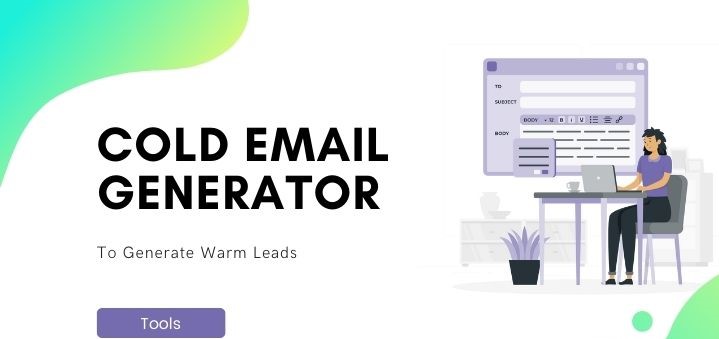 COLD EMAIL
GENERATOR
To Generate Warm Leads
Tools
TO
SUBJECT
BODY 12 B I U
BODY